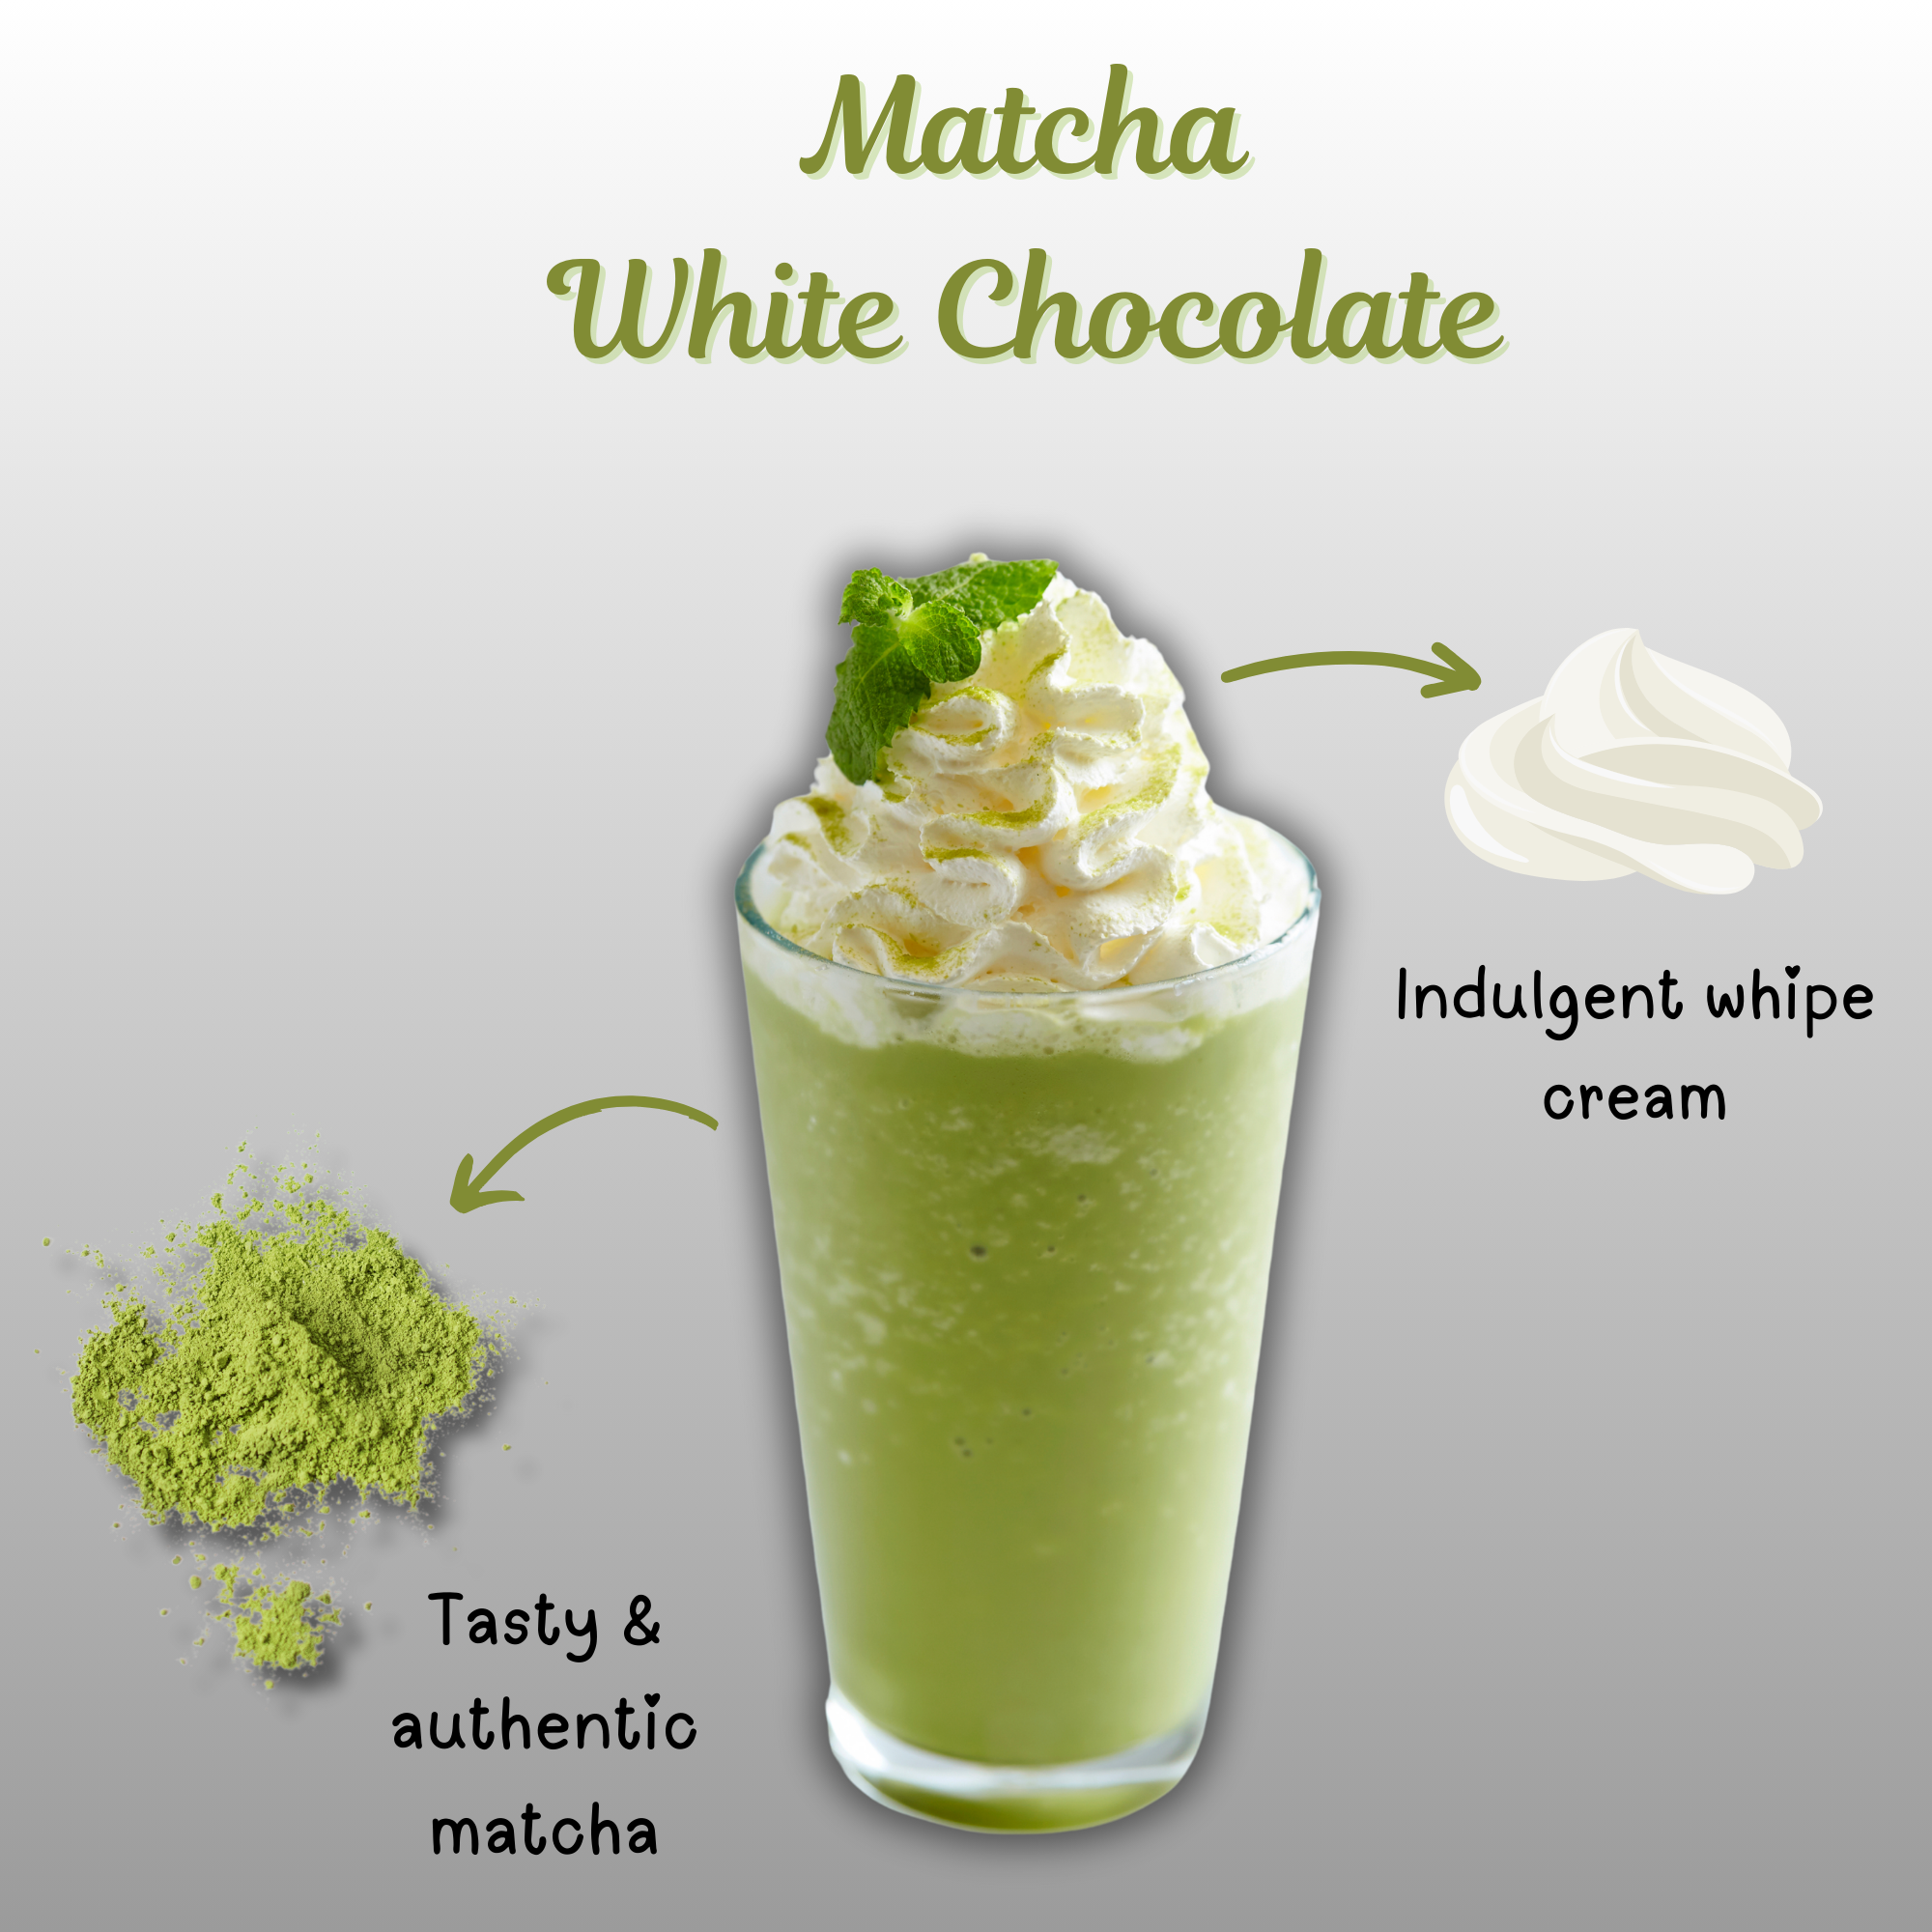 Matcha
White Chocolate
Indulgent whipe
cream
Tasty &
authentic
matcha